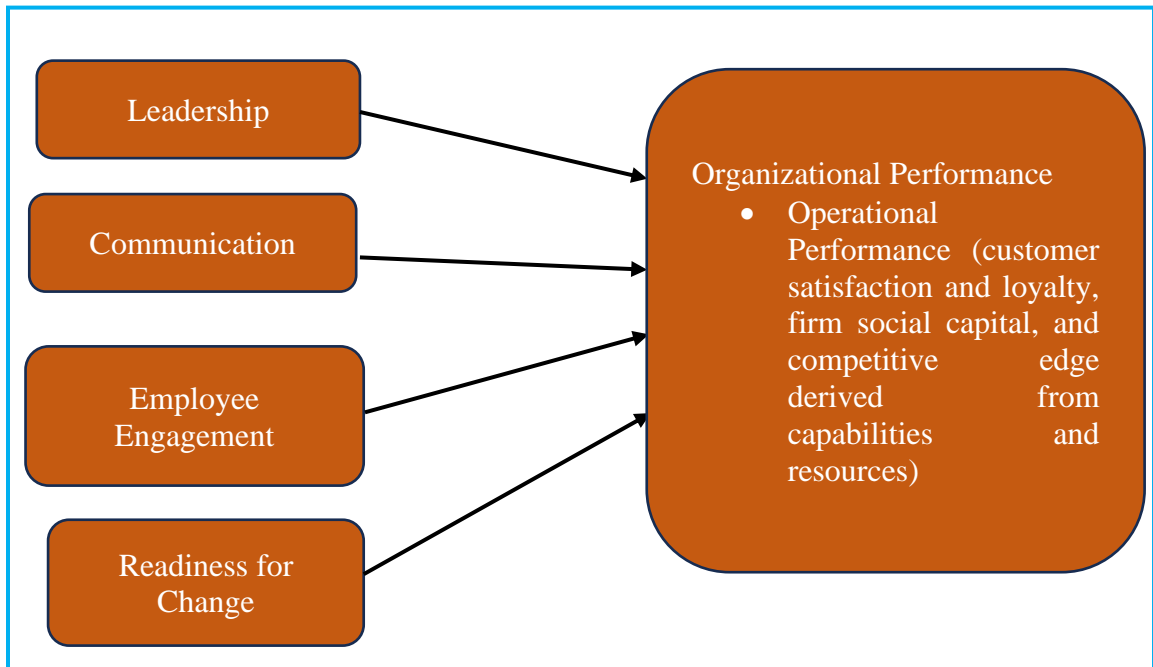 Leadership
Communication
Employee
Engagement
Readiness for
Change
Organizational Performance
• Operational
Performance (customer
satisfaction and loyalty,
firm social capital, and
competitive edge
derived from
capabilities and
resources)